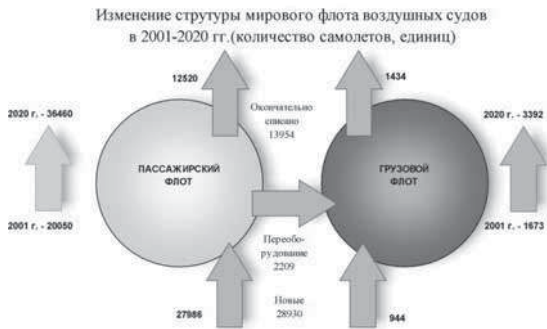 Изменение струтуры мирового флота воздушных судов
в 2001-2020 гг.(количество самолетов, единиц)
12520
1434
Окончательно
списано
13954
2020 г. - 36460
2020 г. - 3392
ПАССАЖИРСКИЙ
ФЛОТ
ГРУЗОВОЙ
ФЛОТ
2001 г. - 20050
2001 г. - 1673
Переобо-
рудование
2209
Новые
28930
27986
944